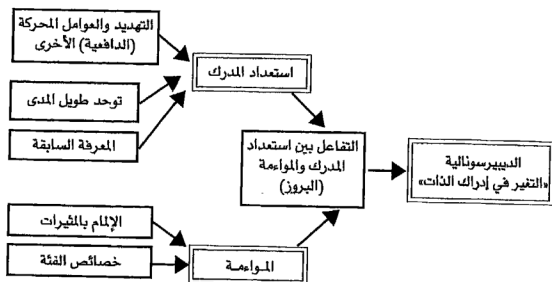 التهديد والعوامل المحركة
(الدافعية) الأخرى
استعداد المدرك
توحد طويل المدى
المعرفة السابقة
التفاعل بين استعداد
المدرك والمواءمة
(البروز)
الديبيرسونالية
«التغير في إدراك الذات»
الإلمام بالمثيرات
خصائص الفئة
المـواءمـة